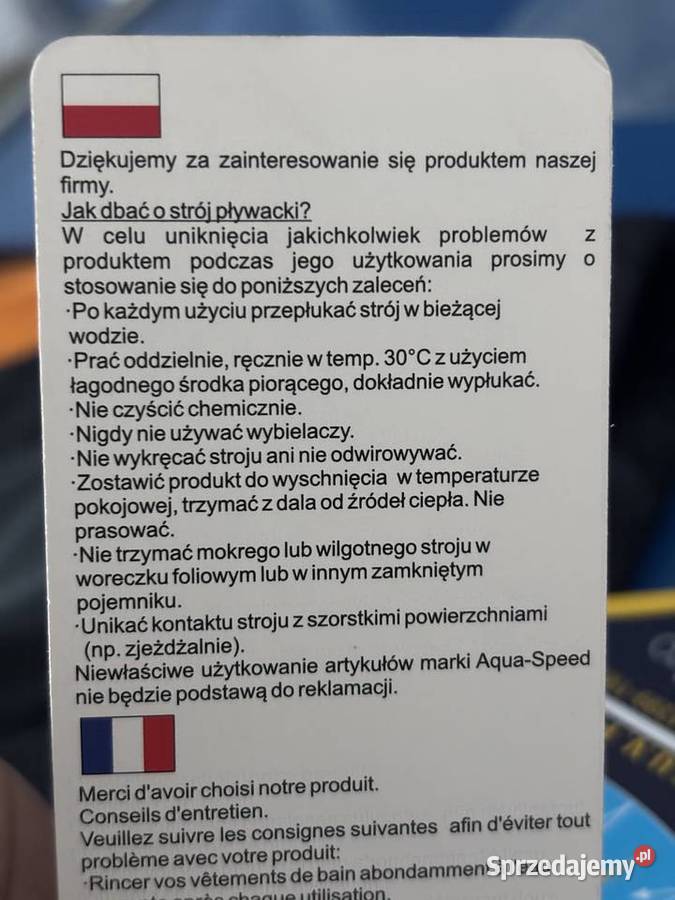 Dziękujemy za zainteresowanie się produktem naszej
firmy.
Jak dbać o strój pływacki?
W celu uniknięcia jakichkolwiek problemów z
produktem podczas jego użytkowania prosimy o
stosowanie się do poniższych zaleceń:
·Po każdym użyciu przepłukać strój w bieżącej
wodzie.
·Prać oddzielnie, ręcznie w temp. 30°C z użyciem
łagodnego środka piorącego, dokładnie wypłukać.
·Nie czyścić chemicznie.
·Nigdy nie używać wybielaczy.
·Nie wykręcać stroju ani nie odwirowywać.
·Zostawić produkt do wyschnięcia w temperaturze
pokojowej, trzymać z dala od źródeł ciepła. Nie
prasować.
·Nie trzymać mokrego lub wilgotnego stroju w
woreczku foliowym lub w innym zamkniętym
pojemniku.
·Unikać kontaktu stroju z szorstkimi powierzchniami
(np. zjeżdżalnie).
Niewłaściwe użytkowanie artykułów marki Aqua-Speed
nie będzie podstawą do reklamacji.
Merci d'avoir choisi notre produit.
Conseils d'entretien.
Veuillez suivre les consignes suivantes afin d'éviter tout
problème avec votre produit:
·Rincer vos vêtements de bain
après chaque utilisation.
Sprzedajemy.pl